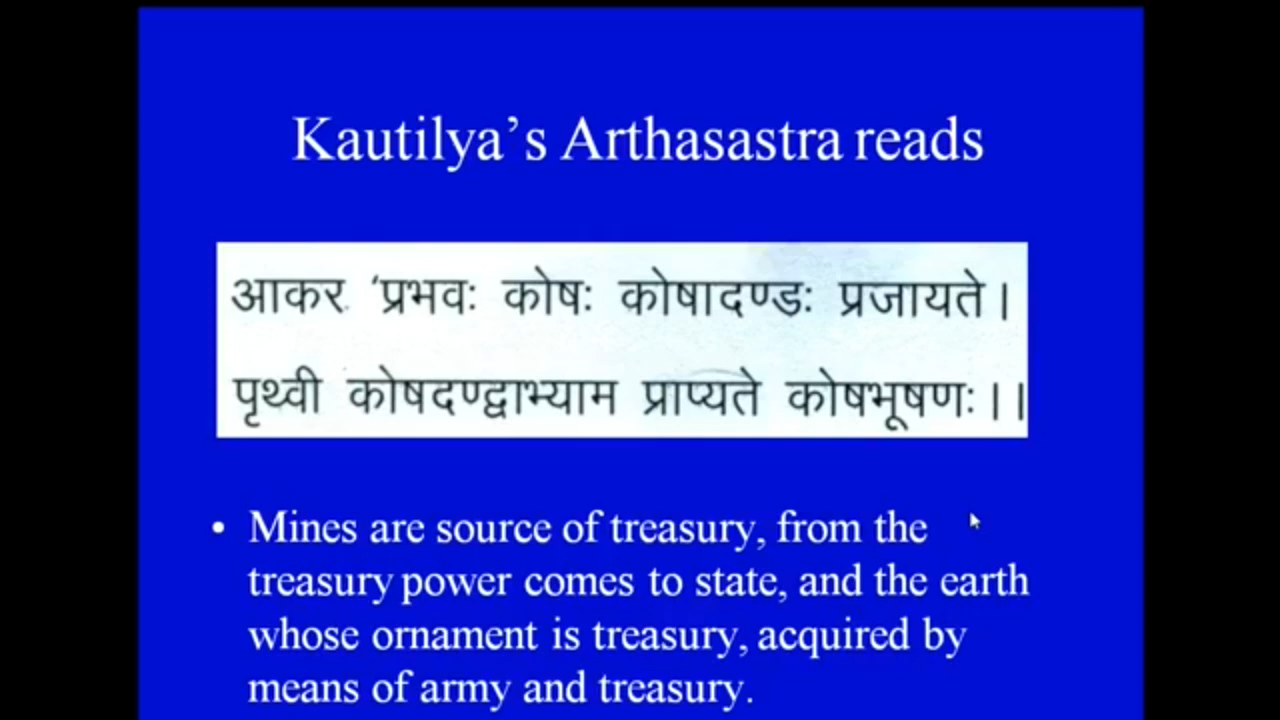 Kautilya's Arthasastra reads
आकर ‘प्रभवः कोषः कोषादण्डः प्रजायते।
पृथ्वी कोषदण्द्वाभ्याम प्राप्यते कोषभूषणः।।
• Mines are source of treasury, from the
treasury power comes to state, and the earth
whose ornament is treasury, acquired by
means of army and treasury.